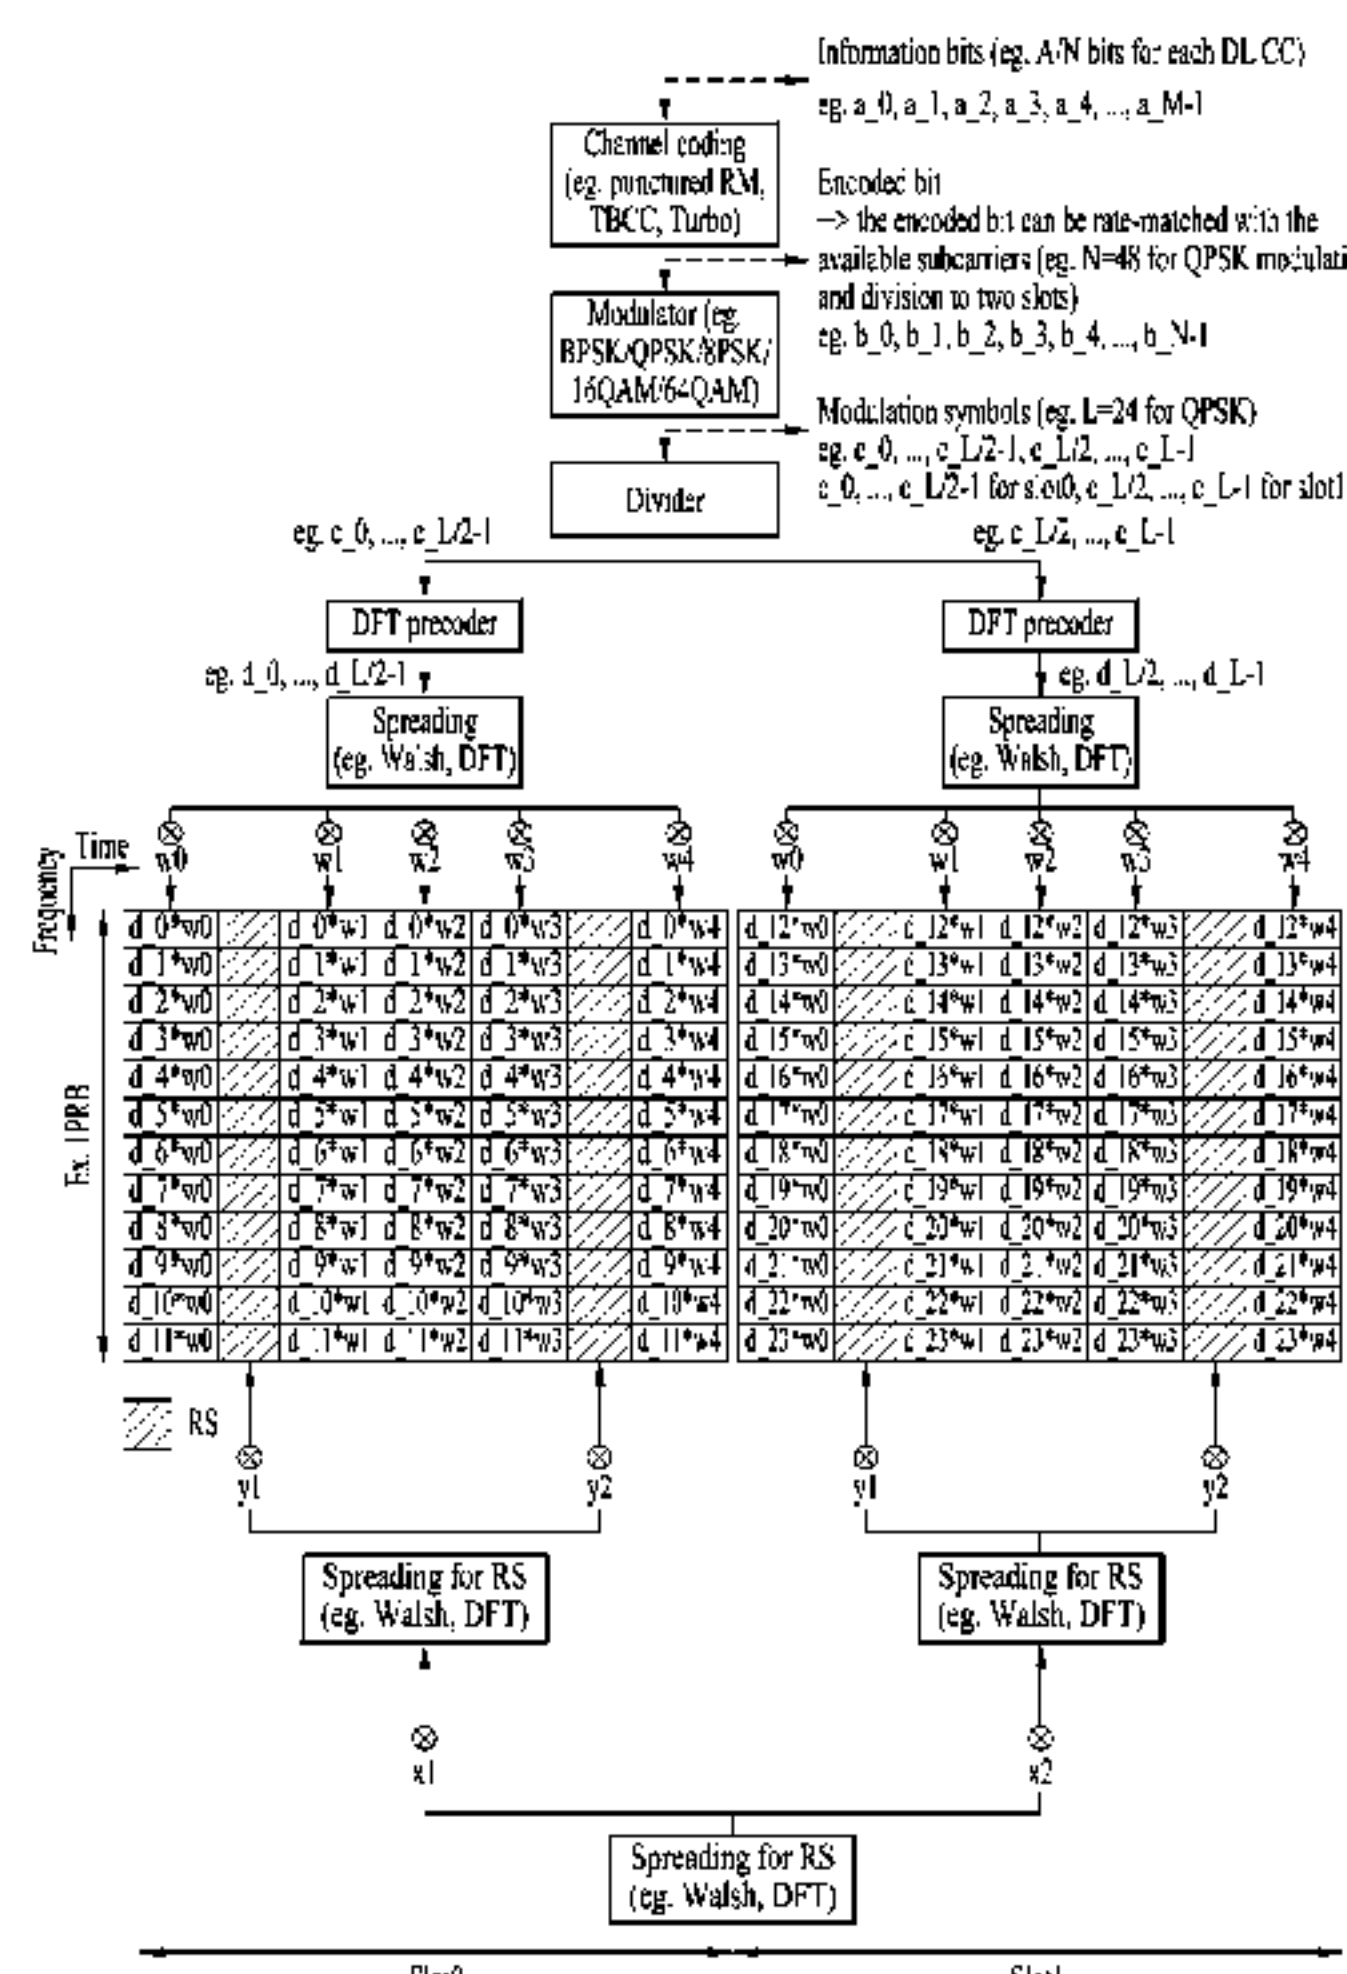 Information bits (eg. A/N bits for each DL CC)
eg. a_0, a_1, a_2, a_3, a_4, ..., a_M-1
Channel coding
(eg. punctured RM,
TBCC, Turbo)
Encoded bit
--> the encoded bit can be rate-matched with the
available subcarriers (eg. N=48 for QPSK modulati
and division to two slots)
eg. b_0, b_1, b_2, b_3, b_4, ..., b_N-1
Modulator (eg.
BPSK/QPSK/8PSK/
16QAM/64QAM)
Modulation symbols (eg. L=24 for QPSK)
eg. c_0, ..., c_L/2-1, c_L/2, ..., c_L-1
c_0, ..., c_L/2-1 for slot0, c_L/2, ..., c_L-1 for slot1
Divider
eg. c_0, ..., c_L/2-1
eg. c_L/2, ..., c_L-1
DFT precoder
DFT precoder
eg. d_0, ..., d_L/2-1
eg. d_L/2, ..., d_L-1
Spreading
(eg. Walsh, DFT)
Spreading
(eg. Walsh, DFT)
Time
Frequency
w0 w1 w2 w3 w4 w0 w1 w2 w3 w4
Ex. 1PRB
d_0*w0 d_0*w1 d_0*w2 d_0*w3 d_0*w4 d_12*w0 d_12*w1 d_12*w2 d_12*w3 d_12*w4
d_1*w0 d_1*w1 d_1*w2 d_1*w3 d_1*w4 d_13*w0 d_13*w1 d_13*w2 d_13*w3 d_13*w4
d_2*w0 d_2*w1 d_2*w2 d_2*w3 d_2*w4 d_14*w0 d_14*w1 d_14*w2 d_14*w3 d_14*w4
d_3*w0 d_3*w1 d_3*w2 d_3*w3 d_3*w4 d_15*w0 d_15*w1 d_15*w2 d_15*w3 d_15*w4
d_4*w0 d_4*w1 d_4*w2 d_4*w3 d_4*w4 d_16*w0 d_16*w1 d_16*w2 d_16*w3 d_16*w4
d_5*w0 d_5*w1 d_5*w2 d_5*w3 d_5*w4 d_17*w0 d_17*w1 d_17*w2 d_17*w3 d_17*w4
d_6*w0 d_6*w1 d_6*w2 d_6*w3 d_6*w4 d_18*w0 d_18*w1 d_18*w2 d_18*w3 d_18*w4
d_7*w0 d_7*w1 d_7*w2 d_7*w3 d_7*w4 d_19*w0 d_19*w1 d_19*w2 d_19*w3 d_19*w4
d_8*w0 d_8*w1 d_8*w2 d_8*w3 d_8*w4 d_20*w0 d_20*w1 d_20*w2 d_20*w3 d_20*w4
d_9*w0 d_9*w1 d_9*w2 d_9*w3 d_9*w4 d_21*w0 d_21*w1 d_21*w2 d_21*w3 d_21*w4
d_10*w0 d_10*w1 d_10*w2 d_10*w3 d_10*w4 d_22*w0 d_22*w1 d_22*w2 d_22*w3 d_22*w4
d_11*w0 d_11*w1 d_11*w2 d_11*w3 d_11*w4 d_23*w0 d_23*w1 d_23*w2 d_23*w3 d_23*w4
RS
y1 y2 y1 y2
Spreading for RS
(eg. Walsh, DFT)
Spreading for RS
(eg. Walsh, DFT)
x1 x2
Spreading for RS
(eg. Walsh, DFT)